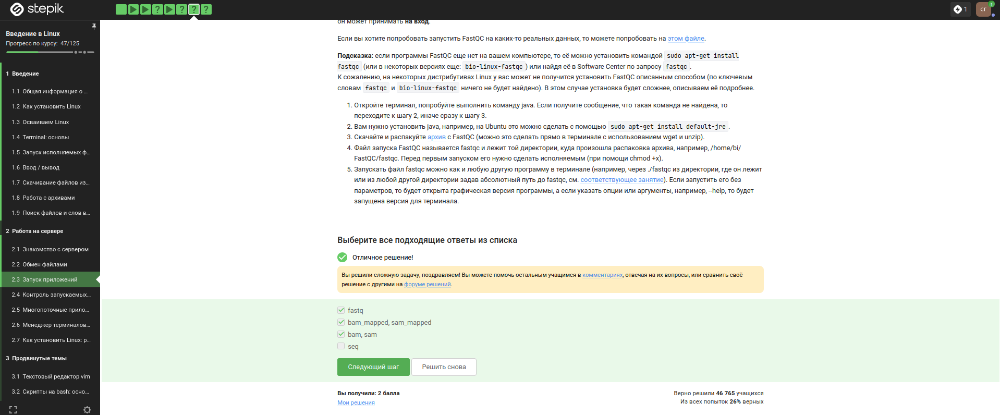 stepik
1
СГ
1
Введение в Linux
Прогресс по курсу: 47/125
1 Введение
1.1 Общая информация о ...
1.2 Как установить Linux
1.3 Осваиваем Linux
1.4 Terminal: основы
1.5 Запуск исполняемых ф...
1.6 Ввод / вывод
1.7 Скачивание файлов из...
1.8 Работа с архивами
1.9 Поиск файлов и слов в...
2 Работа на сервере
2.1 Знакомство с сервером
2.2 Обмен файлами
2.3 Запуск приложений
2.4 Контроль запускаемых...
2.5 Многопоточные прило...
2.6 Менеджер терминалов...
2.7 Как установить Linux: р...
3 Продвинутые темы
3.1 Текстовый редактор vim
3.2 Скрипты на bash: осно...
он может принимать на вход.
Если вы хотите попробовать запустить FastQC на каких-то реальных данных, то можете попробовать на этом файле.
Подсказка: если программы FastQC еще нет на вашем компьютере, то её можно установить командой sudo apt-get install
fastqc (или в некоторых версиях еще: bio-linux-fastqc) или найдя её в Software Center по запросу fastqc.
К сожалению, на некоторых дистрибутивах Linux у вас может не получится установить FastQC описанным способом (по ключевым
словам fastqc и bio-linux-fastqc ничего не будет найдено). В этом случае установка будет сложнее, описываем её подробнее.
1. Откройте терминал, попробуйте выполнить команду java. Если получите сообщение, что такая команда не найдена, то
переходите к шагу 2, иначе сразу к шагу 3.
2. Вам нужно установить java, например, на Ubuntu это можно сделать с помощью sudo apt-get install default-jre.
3. Скачайте и распакуйте архив с FastQC (можно это сделать прямо в терминале с использованием wget и unzip).
4. Файл запуска FastQC называется fastqc и лежит той директории, куда произошла распаковка архива, например, /home/bi/
FastQC/fastqc. Перед первым запуском его нужно сделать исполняемым (при помощи chmod +x).
5. Запускать файл fastqc можно как и любую другую программу в терминале (например, через ./fastqc из директории, где он лежит
или из любой другой директории задав абсолютный путь до fastqc, см. соответствующее занятие). Если запустить его без
параметров, то будет открыта графическая версия программы, а если указать опции или аргументы, например, --help, то будет
запущена версия для терминала.
Выберите все подходящие ответы из списка
Отличное решение!
Вы решили сложную задачу, поздравляем! Вы можете помочь остальным учащимся в комментариях, отвечая на их вопросы, или сравнить своё
решение с другими на форуме решений.
fastq
bam_mapped, sam_mapped
bam, sam
seq
Следующий шаг
Решить снова
Вы получили: 2 балла
Мои решения
Верно решили 46 765 учащихся
Из всех попыток 26% верных